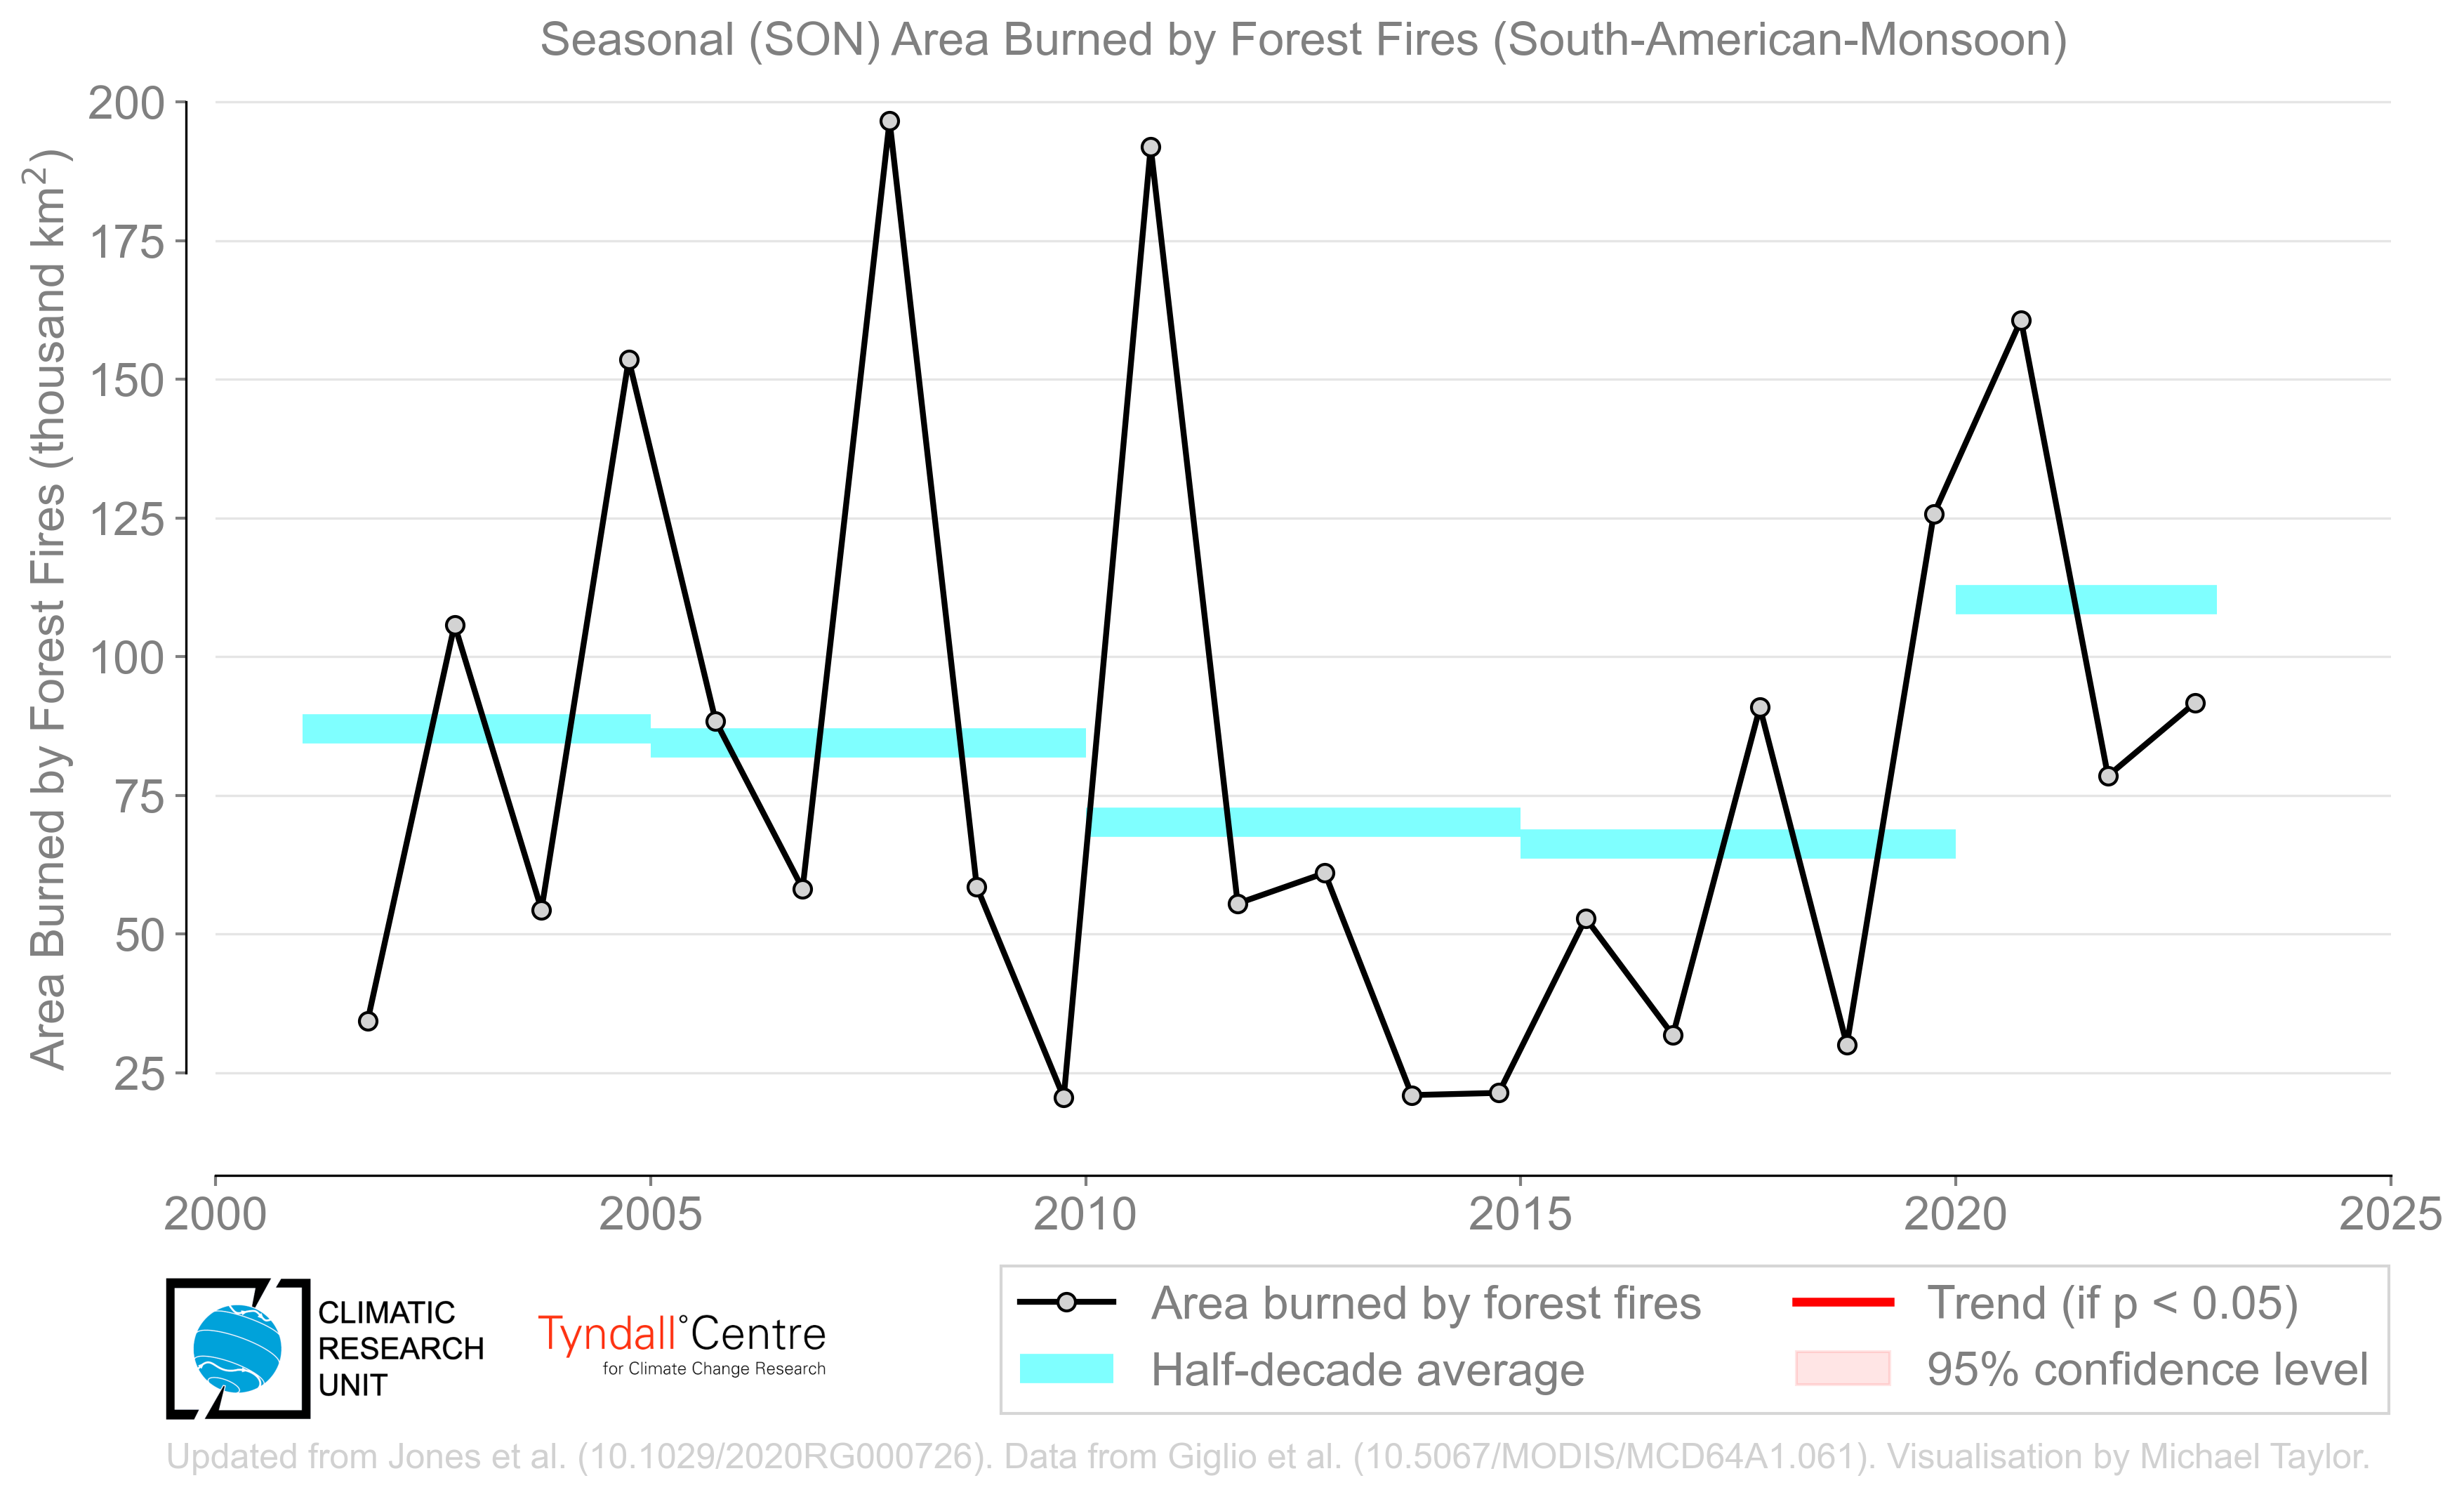 Seasonal (SON) Area Burned by Forest Fires (South-American-Monsoon)
Area Burned by Forest Fires (thousand km²)
200
175
150
125
100
75
50
25
2000
2005
2010
2015
2020
2025
CLIMATIC
RESEARCH
UNIT
Tyndall°Centre
for Climate Change Research
Area burned by forest fires
Half-decade average
Trend (if p < 0.05)
95% confidence level
Updated from Jones et al. (10.1029/2020RG000726). Data from Giglio et al. (10.5067/MODIS/MCD64A1.061). Visualisation by Michael Taylor.